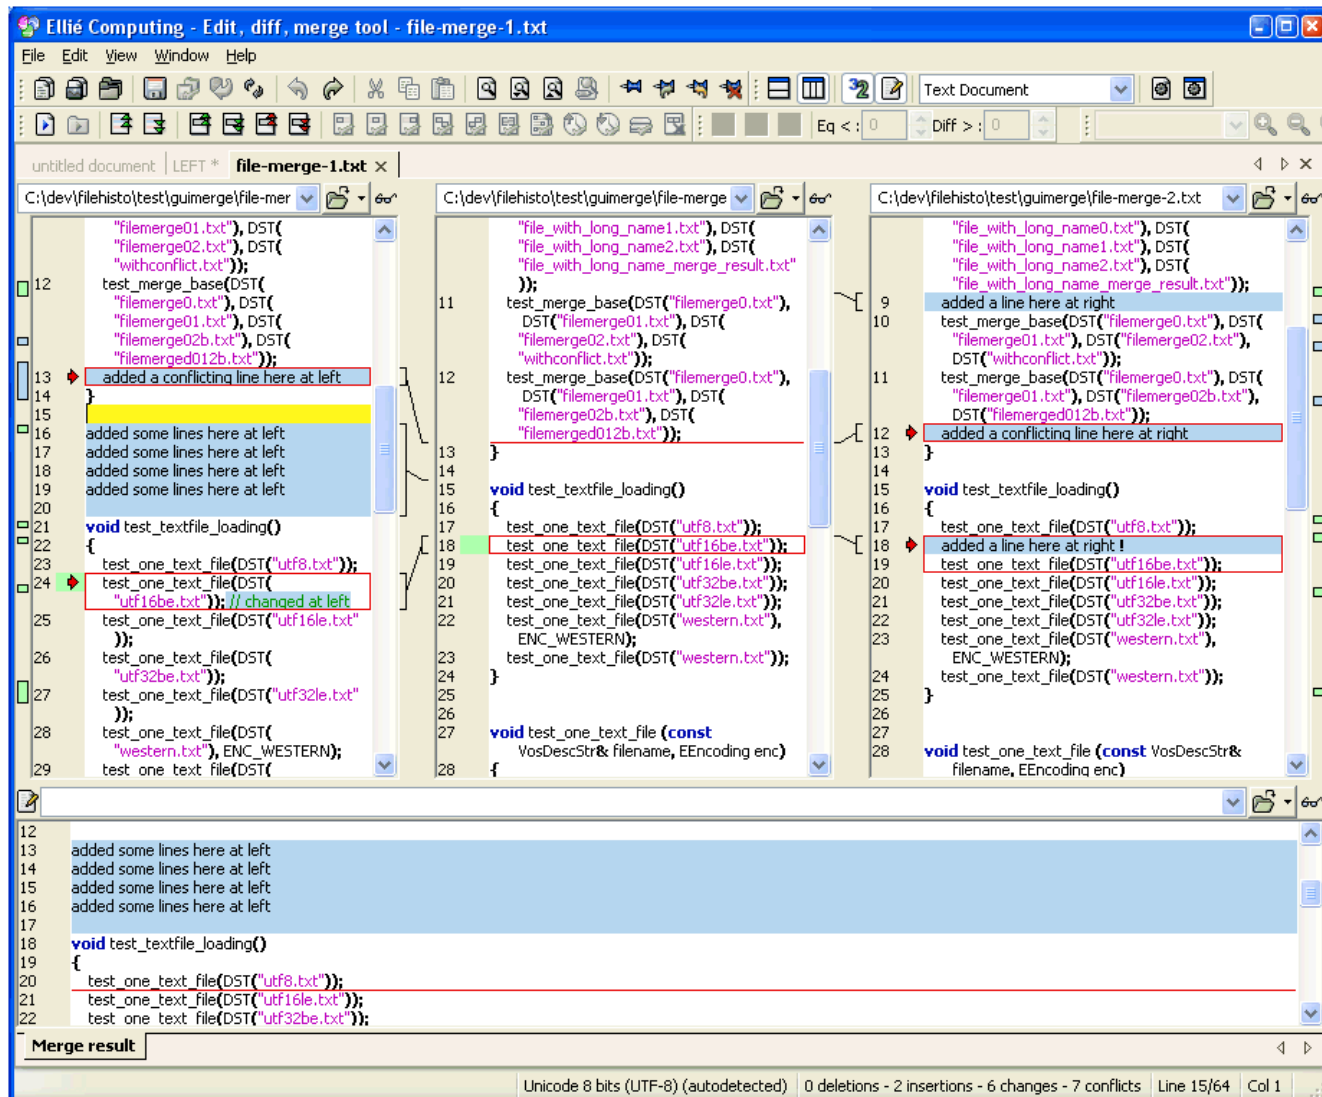 Ellié Computing - Edit, diff, merge tool - file-merge-1.txt
File Edit View Window Help
Text Document
Eq < : 0 Diff > : 0
untitled document LEFT * file-merge-1.txt
C:\dev\filehisto\test\guimerge\file-mer
"filemerge01.txt"), DST(
"filemerge02.txt"), DST(
"withconflict.txt"));
12 test_merge_base(DST(
"filemerge0.txt"), DST(
"filemerge01.txt"), DST(
"filemerge02b.txt"), DST(
"filemerged012b.txt"));
13 added a conflicting line here at left
14 }
15
16 added some lines here at left
17 added some lines here at left
18 added some lines here at left
19 added some lines here at left
20
21 void test_textfile_loading()
22 {
23 test_one_text_file(DST("utf8.txt"));
24 test_one_text_file(DST(
"utf16be.txt")); // changed at left
25 test_one_text_file(DST("utf16le.txt"
));
26 test_one_text_file(DST(
"utf32be.txt"));
27 test_one_text_file(DST("utf32le.txt"
));
28 test_one_text_file(DST(
"western.txt"), ENC_WESTERN);
29 test_one_text_file(DST(
C:\dev\filehisto\test\guimerge\file-merge
"file_with_long_name1.txt"), DST(
"file_with_long_name2.txt"), DST(
"file_with_long_name_merge_result.txt"
));
11 test_merge_base(DST("filemerge0.txt"),
DST("filemerge01.txt"), DST(
"filemerge02.txt"), DST(
"withconflict.txt"));
12 test_merge_base(DST("filemerge0.txt"),
DST("filemerge01.txt"), DST(
"filemerge02b.txt"), DST(
"filemerged012b.txt"));
13 }
14
15 void test_textfile_loading()
16 {
17 test_one_text_file(DST("utf8.txt"));
18 test_one_text_file(DST("utf16be.txt"));
19 test_one_text_file(DST("utf16le.txt"));
20 test_one_text_file(DST("utf32be.txt"));
21 test_one_text_file(DST("utf32le.txt"));
22 test_one_text_file(DST("western.txt"),
ENC_WESTERN);
23 test_one_text_file(DST("western.txt"));
24 }
25
26
27 void test_one_text_file (const
VosDescStr& filename, EEncoding enc)
28 {
C:\dev\filehisto\test\guimerge\file-merge-2.txt
"file_with_long_name0.txt"), DST(
"file_with_long_name1.txt"), DST(
"file_with_long_name2.txt"), DST(
"file_with_long_name_merge_result.txt"));
9 added a line here at right
10 test_merge_base(DST("filemerge0.txt"), DST(
"filemerge01.txt"), DST("filemerge02.txt"),
DST("withconflict.txt"));
11 test_merge_base(DST("filemerge0.txt"), DST(
"filemerge01.txt"), DST("filemerge02b.txt"),
DST("filemerged012b.txt"));
12 added a conflicting line here at right
13 }
14
15 void test_textfile_loading()
16 {
17 test_one_text_file(DST("utf8.txt"));
18 added a line here at right !
19 test_one_text_file(DST("utf16be.txt"));
20 test_one_text_file(DST("utf16le.txt"));
21 test_one_text_file(DST("utf32be.txt"));
22 test_one_text_file(DST("utf32le.txt"));
23 test_one_text_file(DST("western.txt"),
ENC_WESTERN);
24 test_one_text_file(DST("western.txt"));
25 }
26
27
28 void test_one_text_file (const VosDescStr&
filename, EEncoding enc)
12
13 added some lines here at left
14 added some lines here at left
15 added some lines here at left
16 added some lines here at left
17
18 void test_textfile_loading()
19 {
20 test_one_text_file(DST("utf8.txt"));
21 test_one_text_file(DST("utf16le.txt"));
22 test_one_text_file(DST("utf32be.txt"));
Merge result
Unicode 8 bits (UTF-8) (autodetected) 0 deletions - 2 insertions - 6 changes - 7 conflicts Line 15/64 Col 1